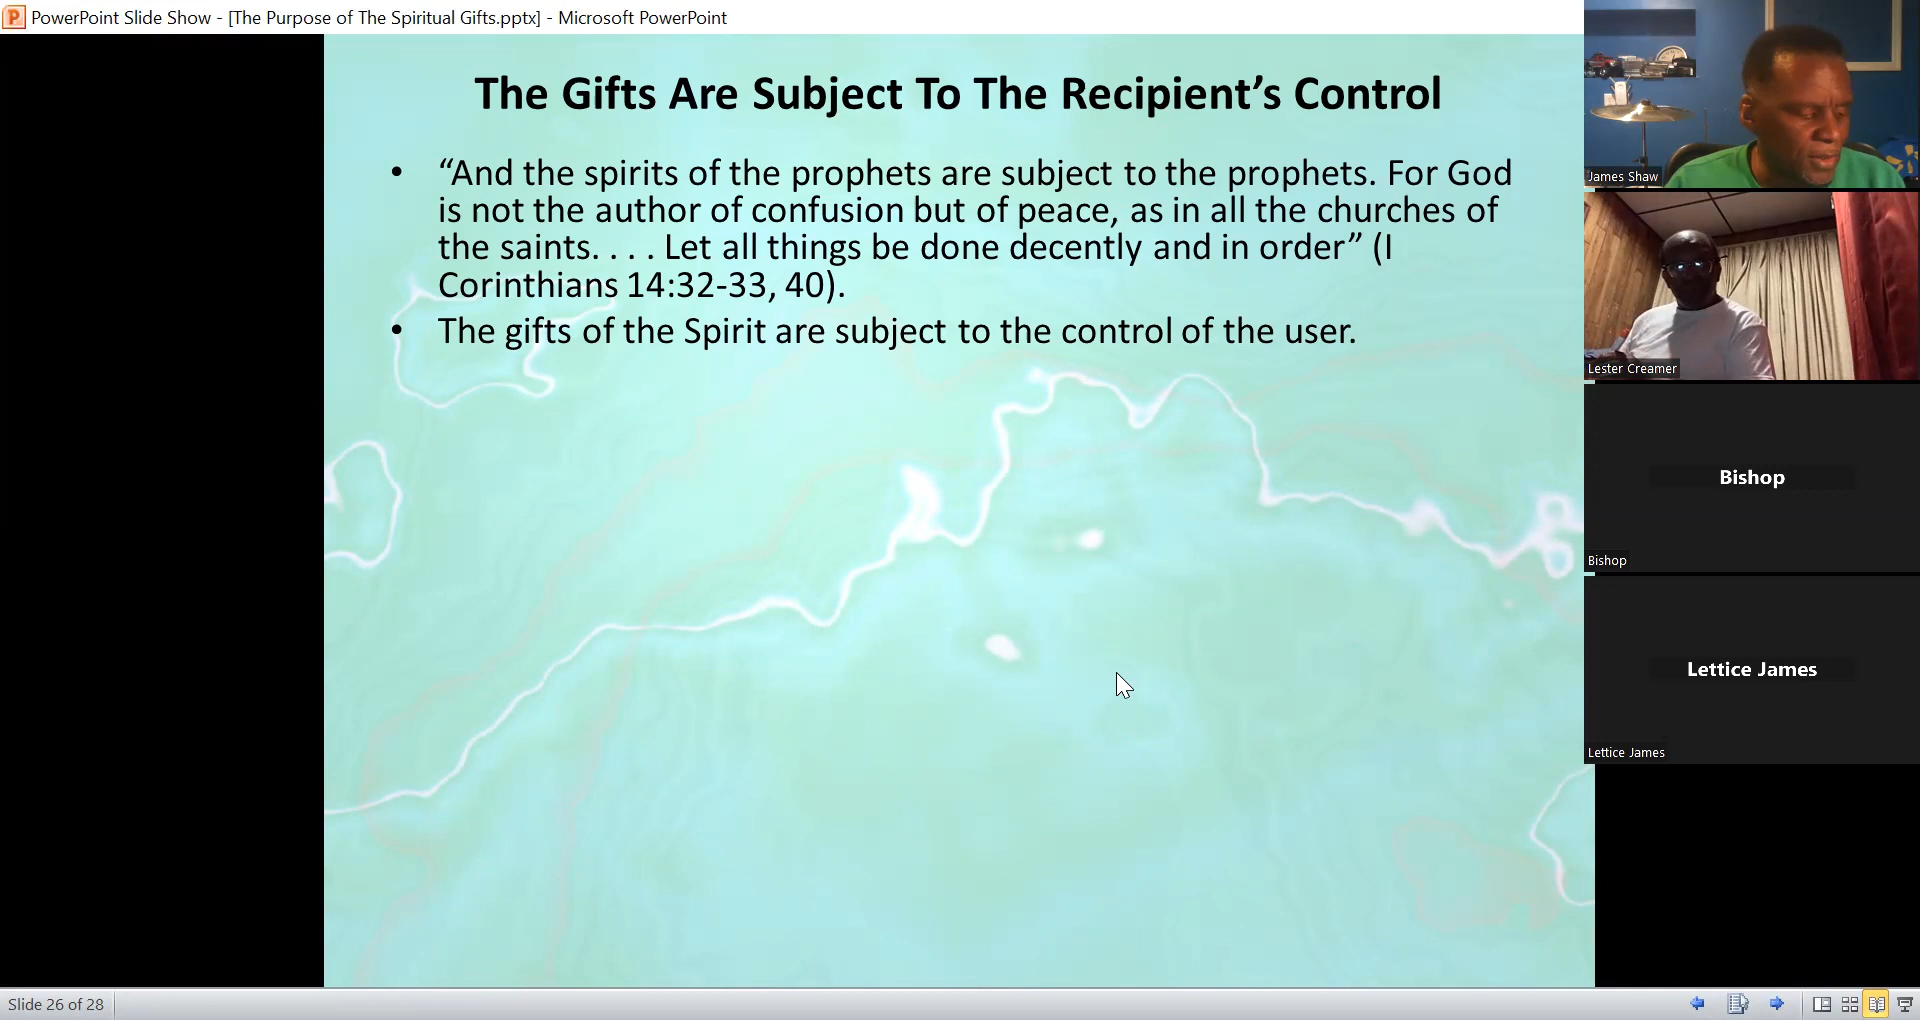 PowerPoint Slide Show - [The Purpose of The Spiritual Gifts.pptx] - Microsoft PowerPoint
The Gifts Are Subject To The Recipient’s Control
• “And the spirits of the prophets are subject to the prophets. For God
is not the author of confusion but of peace, as in all the churches of
the saints. . . . Let all things be done decently and in order” (I
Corinthians 14:32-33, 40).
• The gifts of the Spirit are subject to the control of the user.
James Shaw
Lester Creamer
Bishop
Bishop
Lettice James
Lettice James
Slide 26 of 28